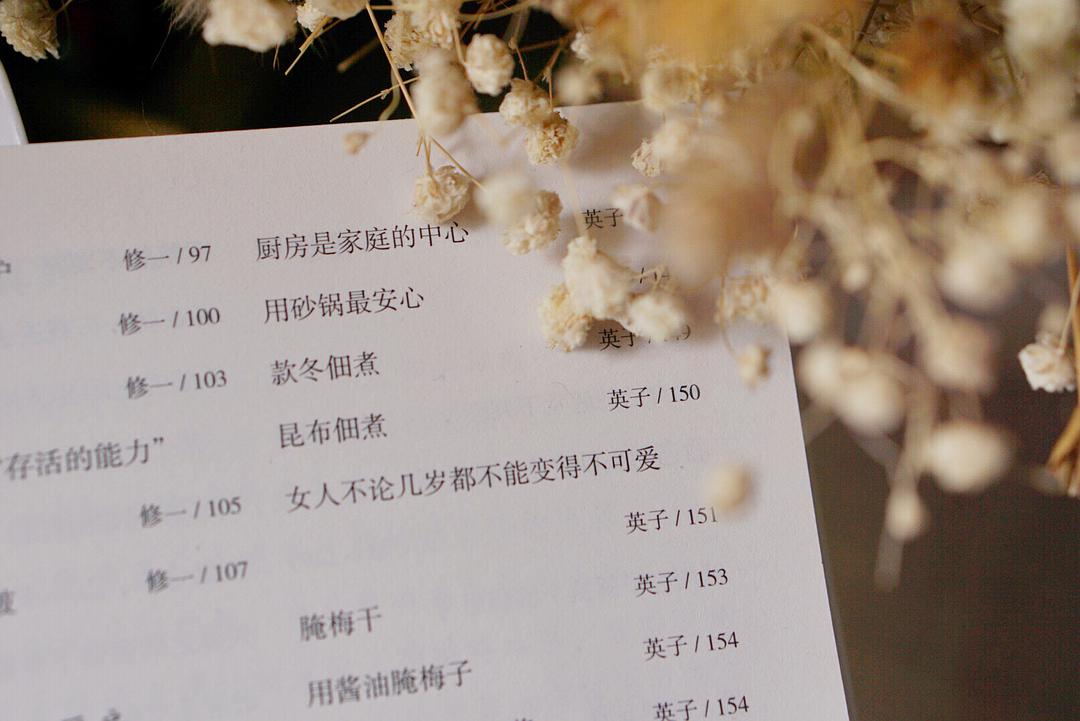 修一 / 97
修一 / 100
修一 / 103
“存活的能力”
修一 / 105
修一 / 107
厨房是家庭的中心
英子
用砂锅最安心
款冬佃煮
英子
昆布佃煮
英子 / 150
女人不论几岁都不能变得不可爱
英子 / 151
腌梅干
英子 / 153
用酱油腌梅子
英子 / 154
英子 / 154